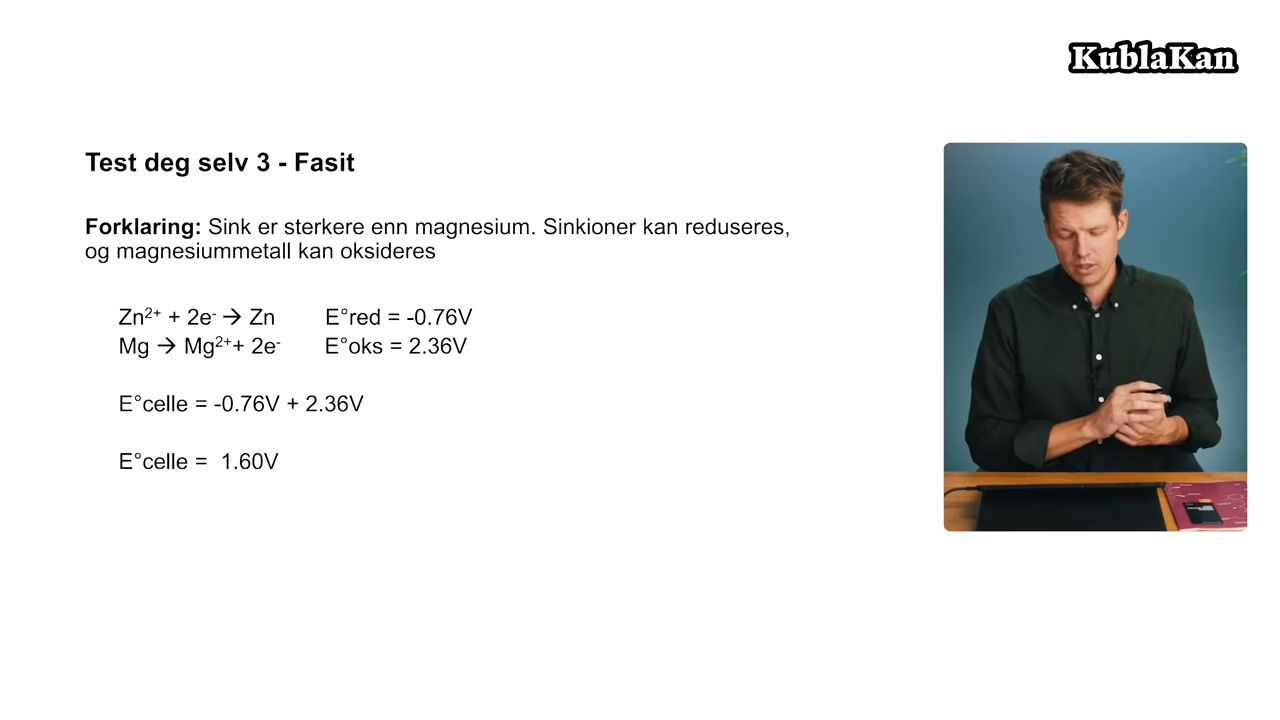 KublaKan
Test deg selv 3 - Fasit
Forklaring: Sink er sterkere enn magnesium. Sinkioner kan reduseres,
og magnesiummetall kan oksideres
Zn²⁺ + 2e⁻ → Zn E°red = -0.76V
Mg → Mg²⁺+ 2e⁻ E°oks = 2.36V
E°celle = -0.76V + 2.36V
E°celle = 1.60V